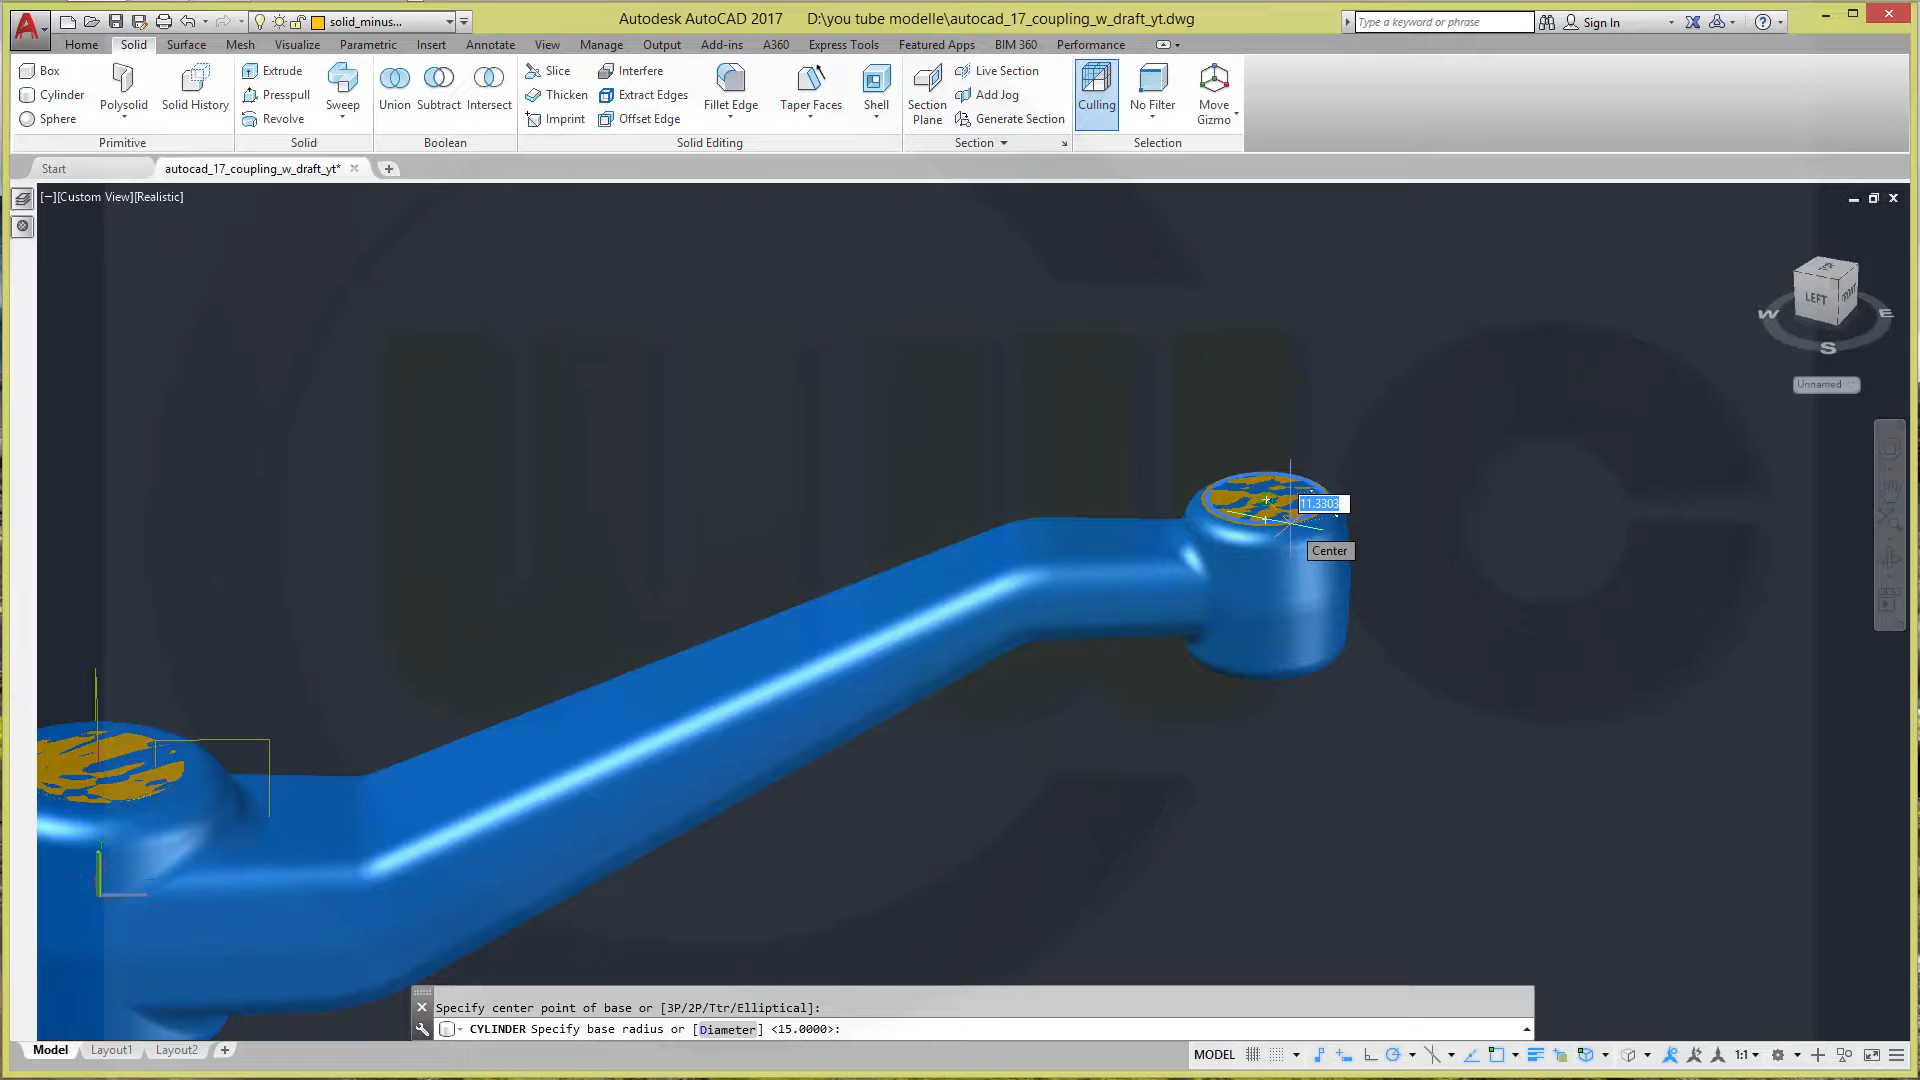 solid_minus...
Autodesk AutoCAD 2017 D:\you tube modelle\autocad_17_coupling_w_draft_yt.dwg
Type a keyword or phrase
Sign In
Home Solid Surface Mesh Visualize Parametric Insert Annotate View Manage Output Add-ins A360 Express Tools Featured Apps BIM 360 Performance
Box
Cylinder
Sphere
Polysolid
Solid History
Extrude
Presspull
Revolve
Sweep
Union
Subtract
Intersect
Slice
Thicken
Imprint
Interfere
Extract Edges
Offset Edge
Fillet Edge
Taper Faces
Shell
Section
Plane
Live Section
Add Jog
Generate Section
Culling
No Filter
Move
Gizmo
Primitive
Solid
Boolean
Solid Editing
Section
Selection
Start
autocad_17_coupling_w_draft_yt*
[−][Custom View][Realistic]
TOP
LEFT
FRONT
W
E
S
Unnamed
11.3303
Center
Specify center point of base or [3P/2P/Ttr/Elliptical]:
CYLINDER Specify base radius or [Diameter] <15.0000>:
Model Layout1 Layout2
MODEL
1:1